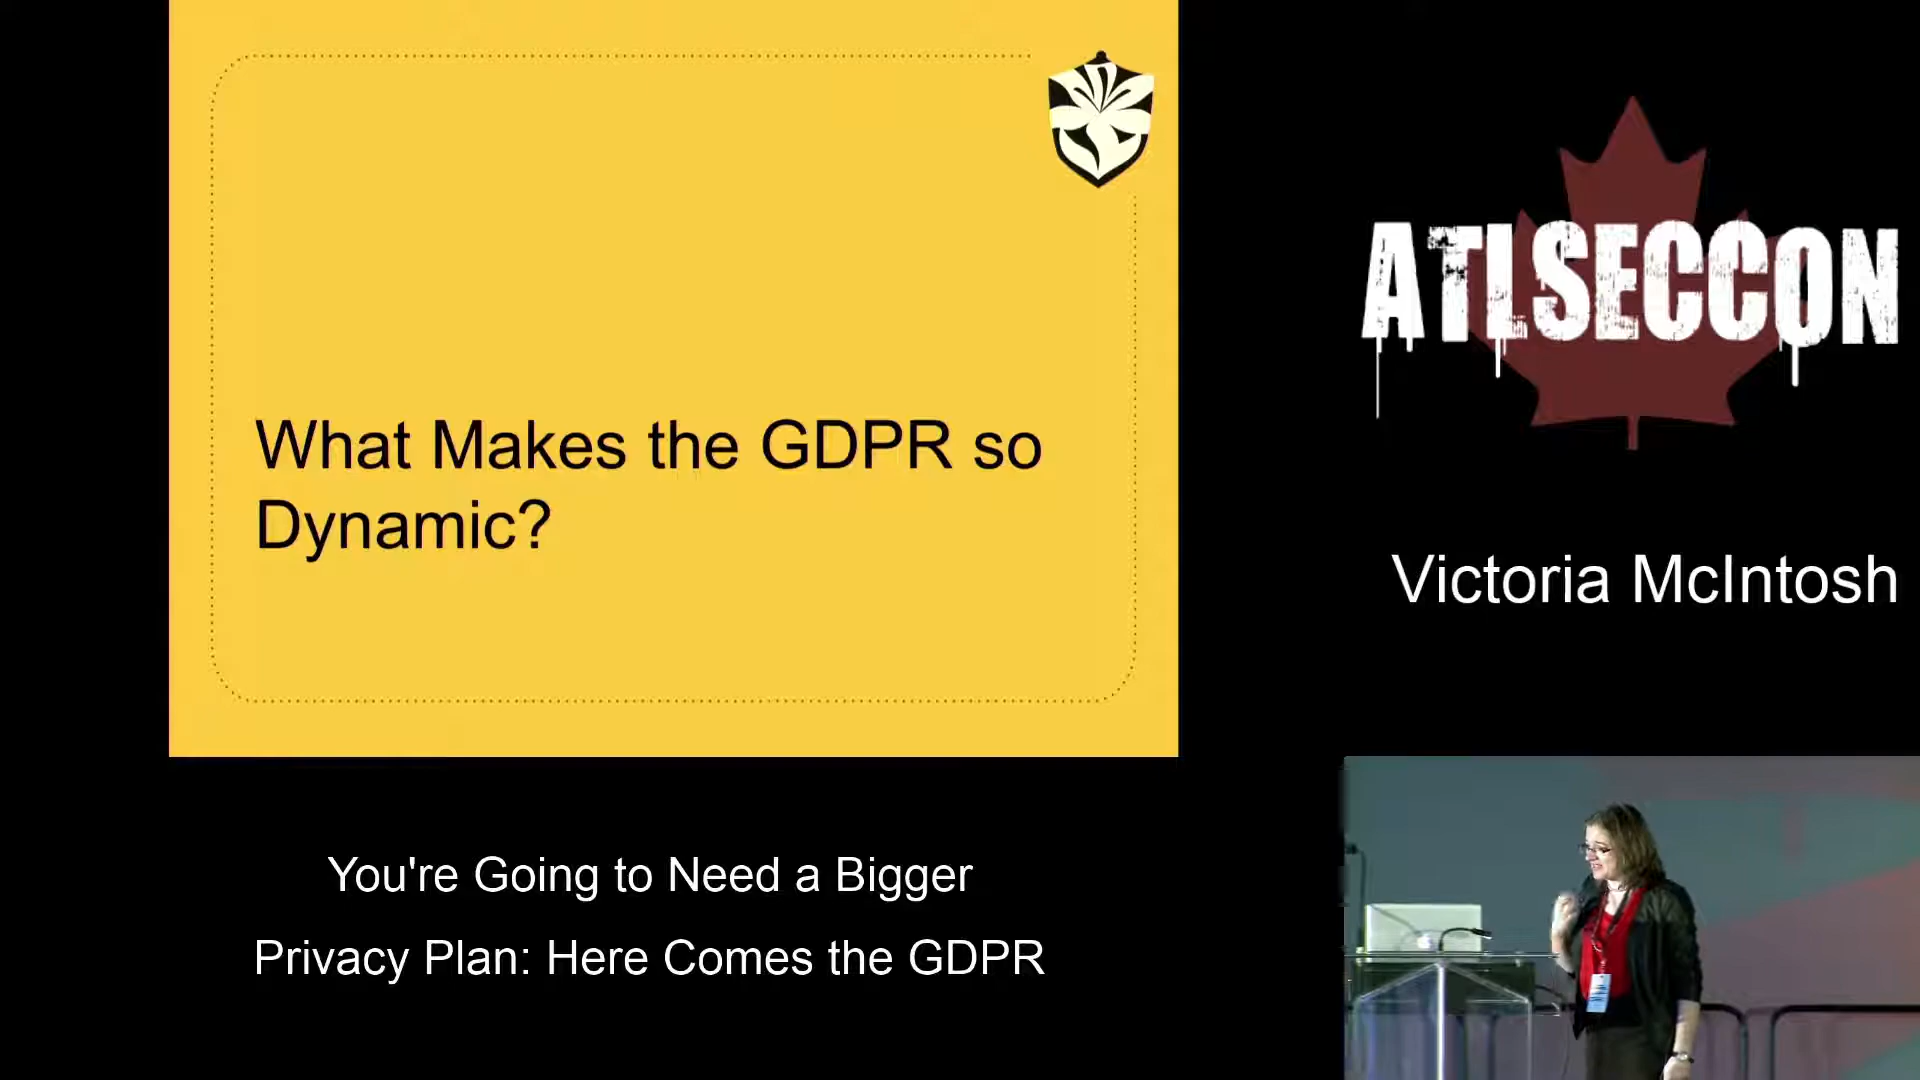 What Makes the GDPR so
Dynamic?
ATLSECCON
Victoria McIntosh
You're Going to Need a Bigger
Privacy Plan: Here Comes the GDPR